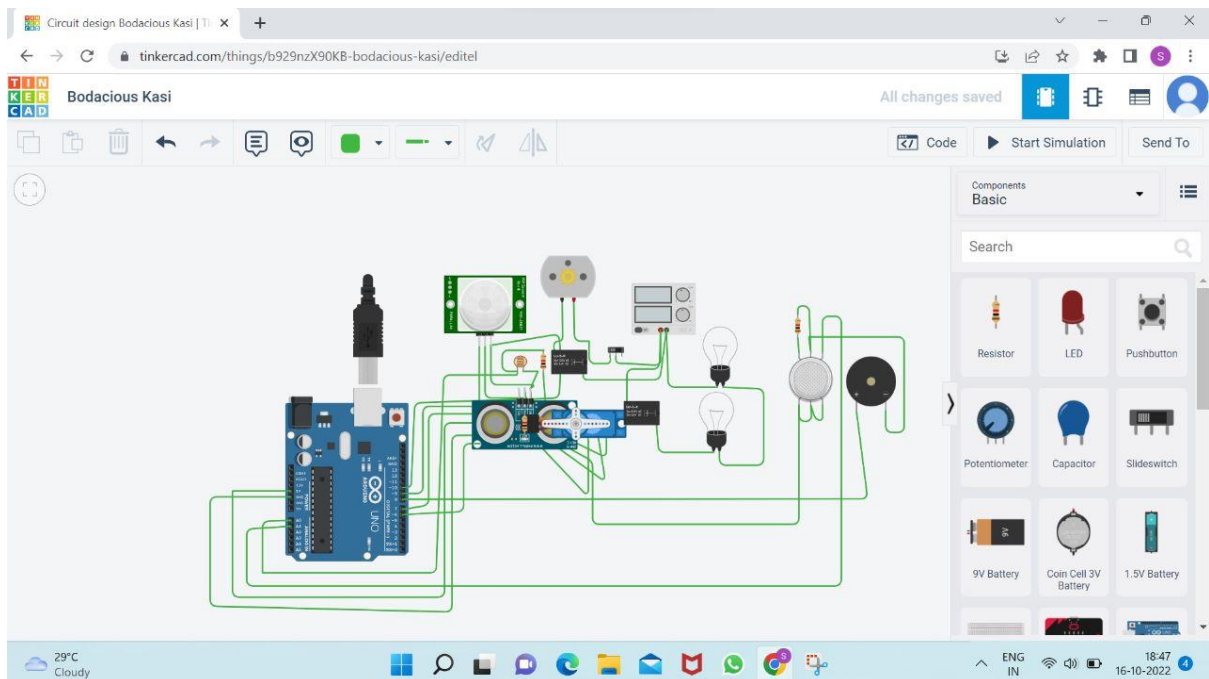 Circuit design Bodacious Kasi | Ti
tinkercad.com/things/b929nzX90KB-bodacious-kasi/editel
S
TIN
KER
CAD
Bodacious Kasi
All changes saved
Code
Start Simulation
Send To
Components
Basic
Search
Resistor
LED
Pushbutton
Potentiometer
Capacitor
Slideswitch
9V Battery
Coin Cell 3V
Battery
1.5V Battery
ARDUINO
UNO
29°C
Cloudy
ENG
IN
18:47
16-10-2022
4